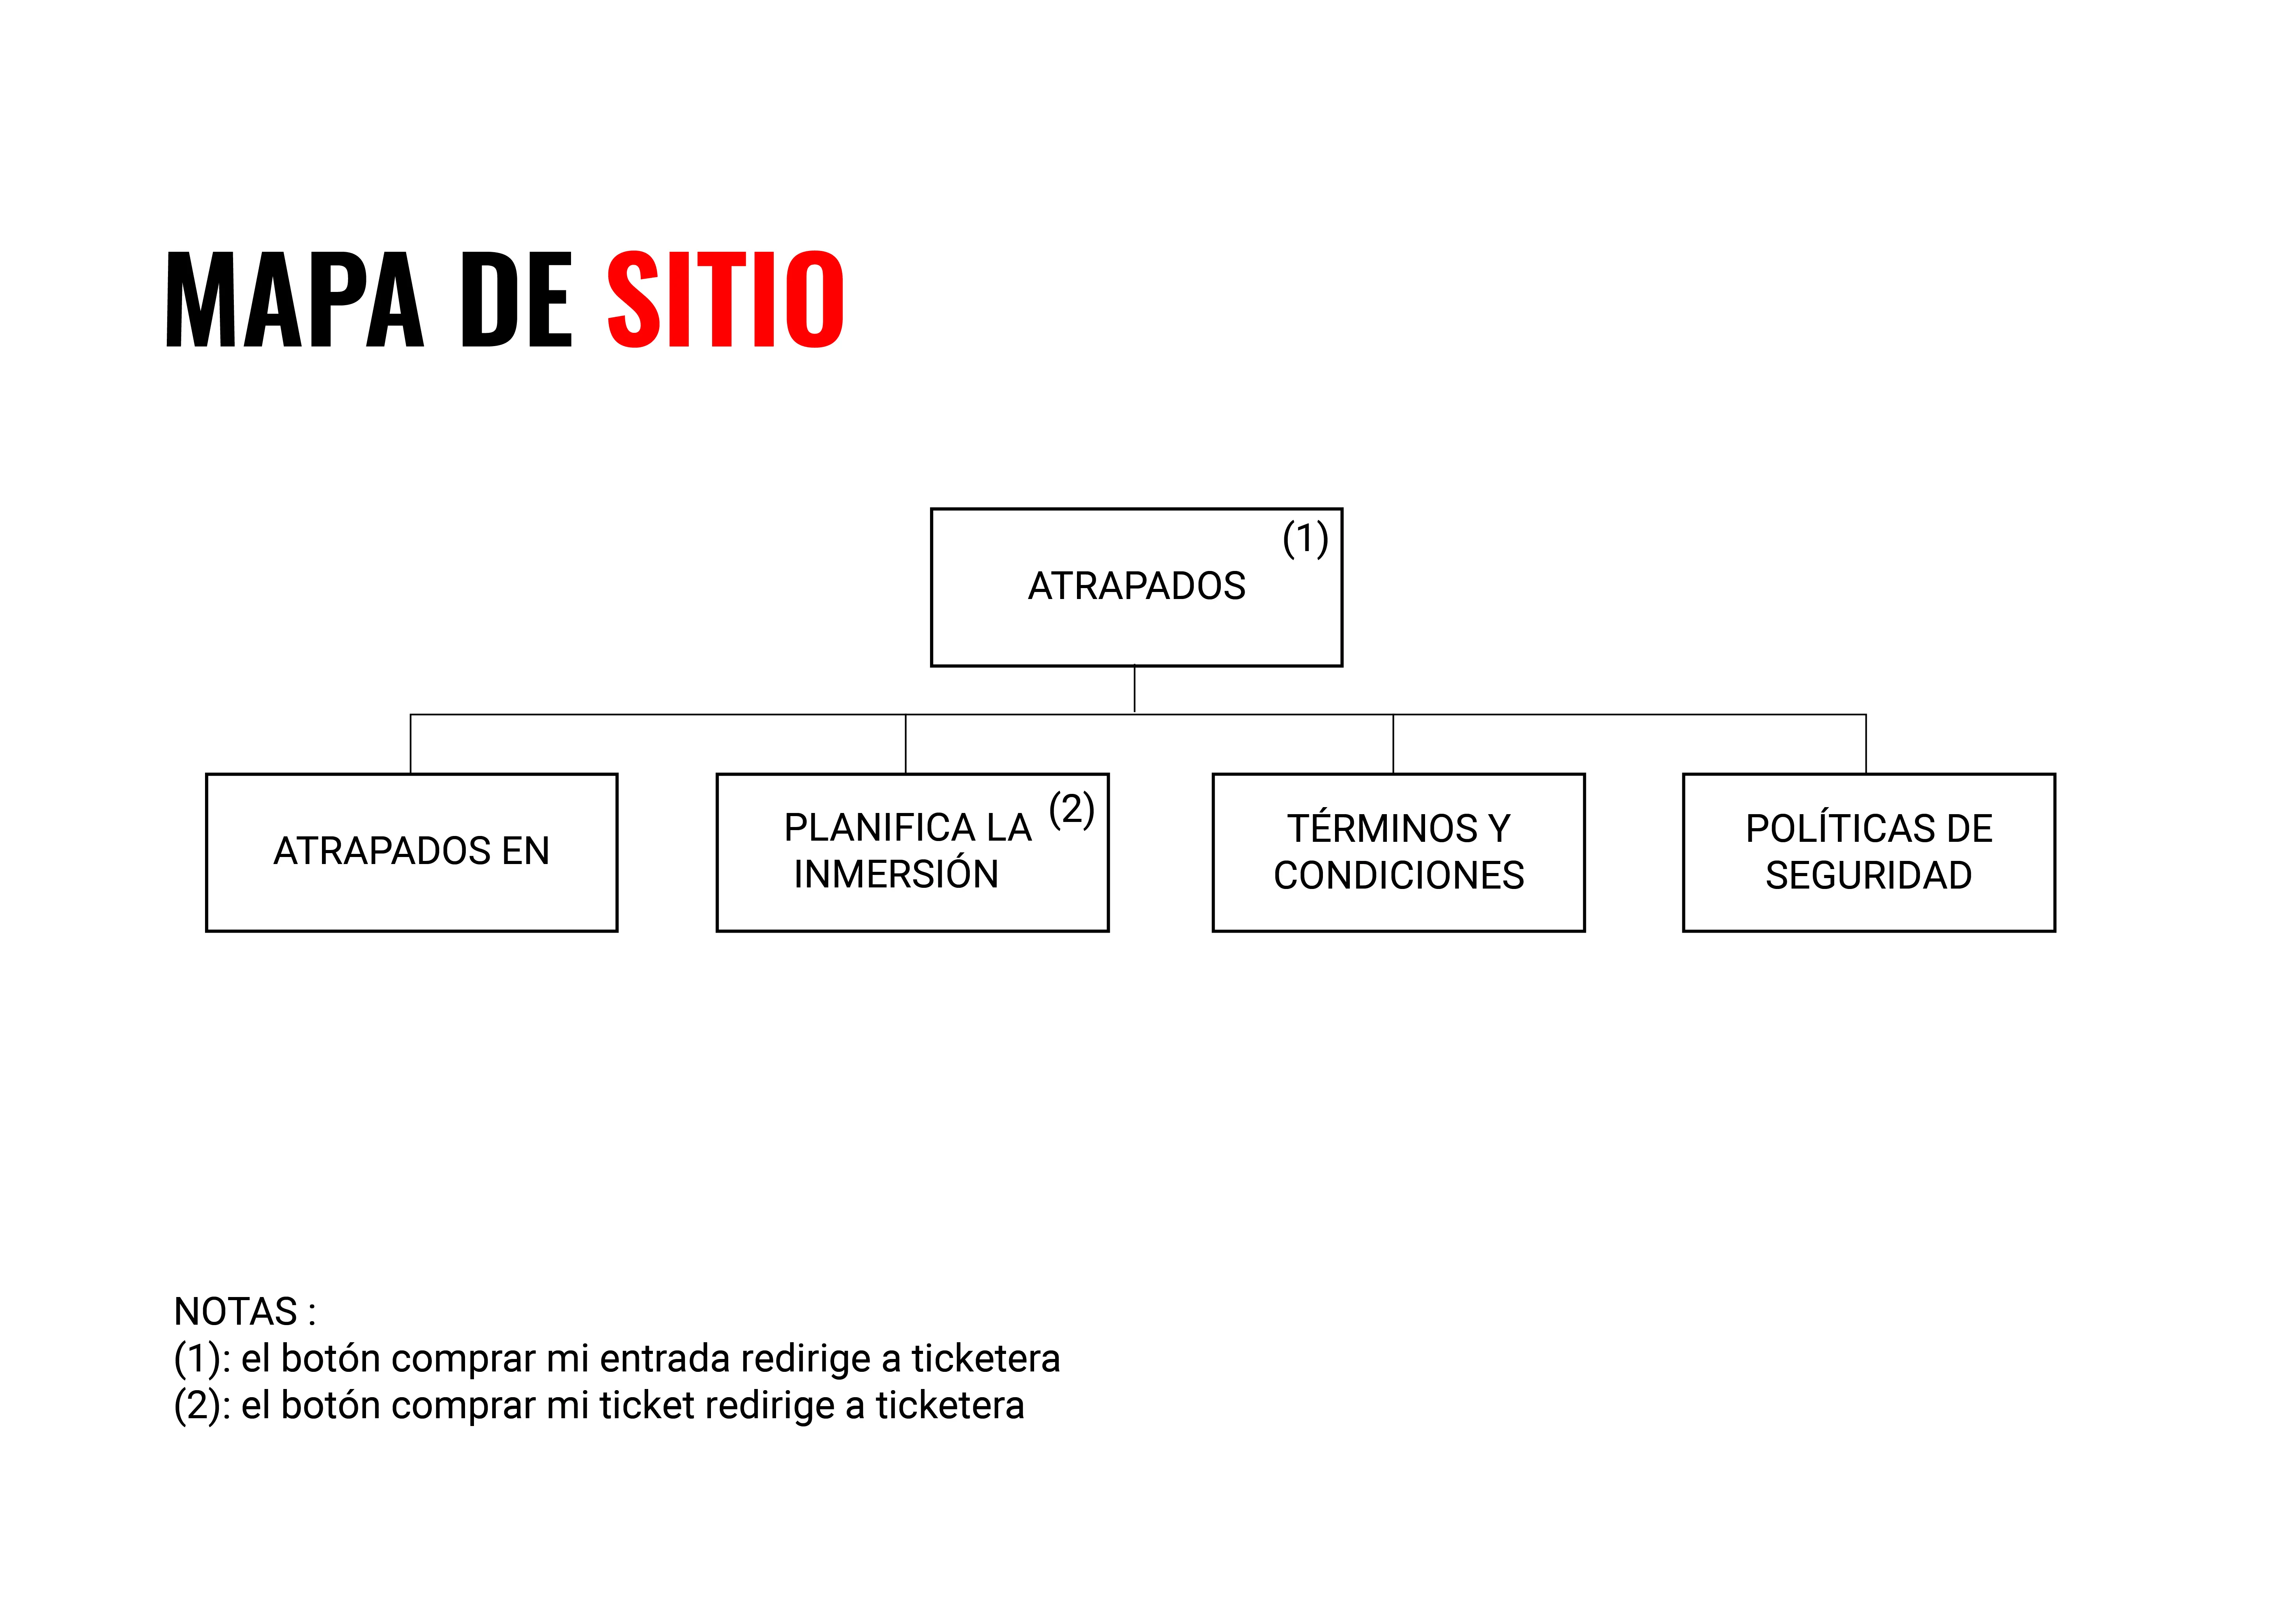 MAPA DE SITIO
(1)
ATRAPADOS
ATRAPADOS EN
PLANIFICA LA (2)
INMERSIÓN
TÉRMINOS Y
CONDICIONES
POLÍTICAS DE
SEGURIDAD
NOTAS :
(1): el botón comprar mi entrada redirige a ticketera
(2): el botón comprar mi ticket redirige a ticketera